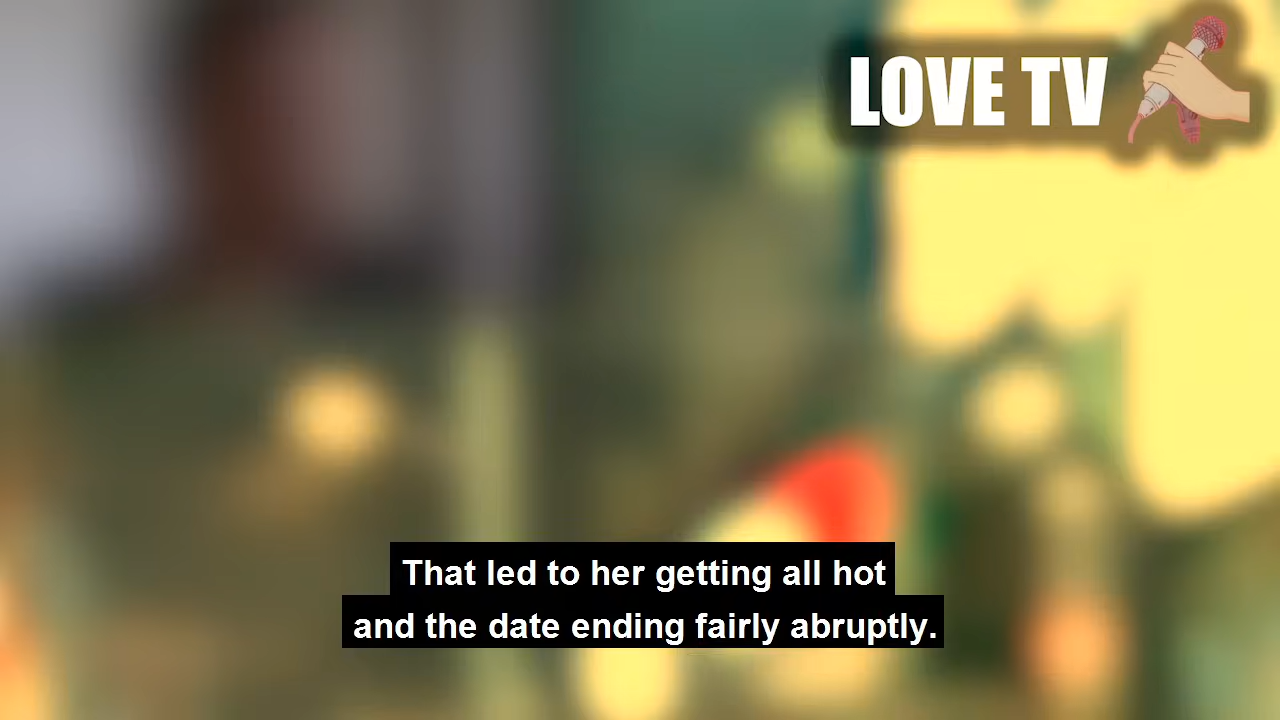 LOVE TV
That led to her getting all hot
and the date ending fairly abruptly.